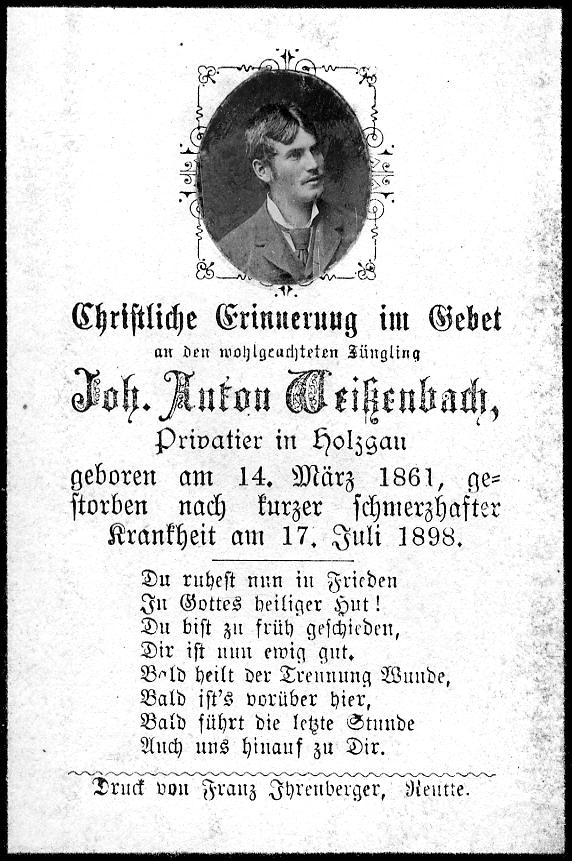 Christliche Erinnerung im Gebet
an den wohlgeachteten Jüngling
Joh. Anton Weißenbach,
Privatier in Holzgau
geboren am 14. März 1861, ge=
storben nach kurzer schmerzhafter
Krankheit am 17. Juli 1898.
Du ruhest nun in Frieden
In Gottes heiliger Hut!
Du bist zu früh geschieden,
Dir ist nun ewig gut.
Bald heilt der Trennung Wunde,
Bald ist's vorüber hier,
Bald führt die letzte Stunde
Auch uns hinauf zu Dir.
Druck von Franz Ihrenberger, Reutte.